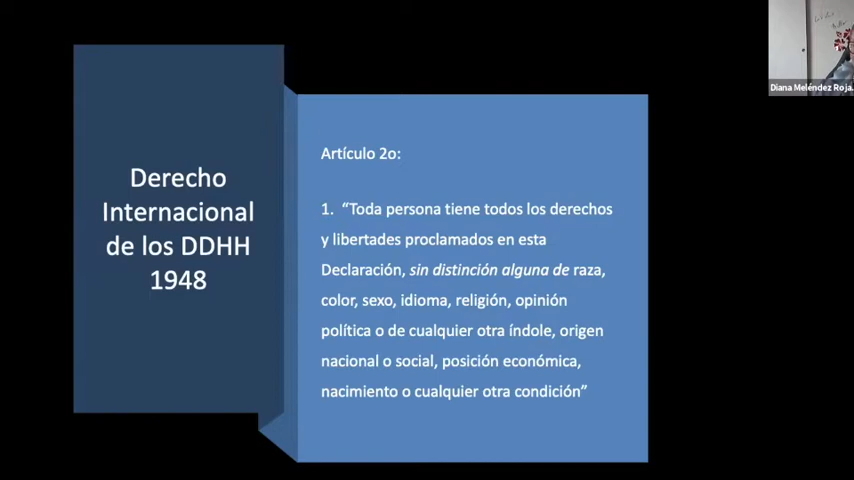 Derecho
Internacional
de los DDHH
1948
Artículo 2o:
1. “Toda persona tiene todos los derechos
y libertades proclamados en esta
Declaración, sin distinción alguna de raza,
color, sexo, idioma, religión, opinión
política o de cualquier otra índole, origen
nacional o social, posición económica,
nacimiento o cualquier otra condición”
Diana Meléndez Roja.